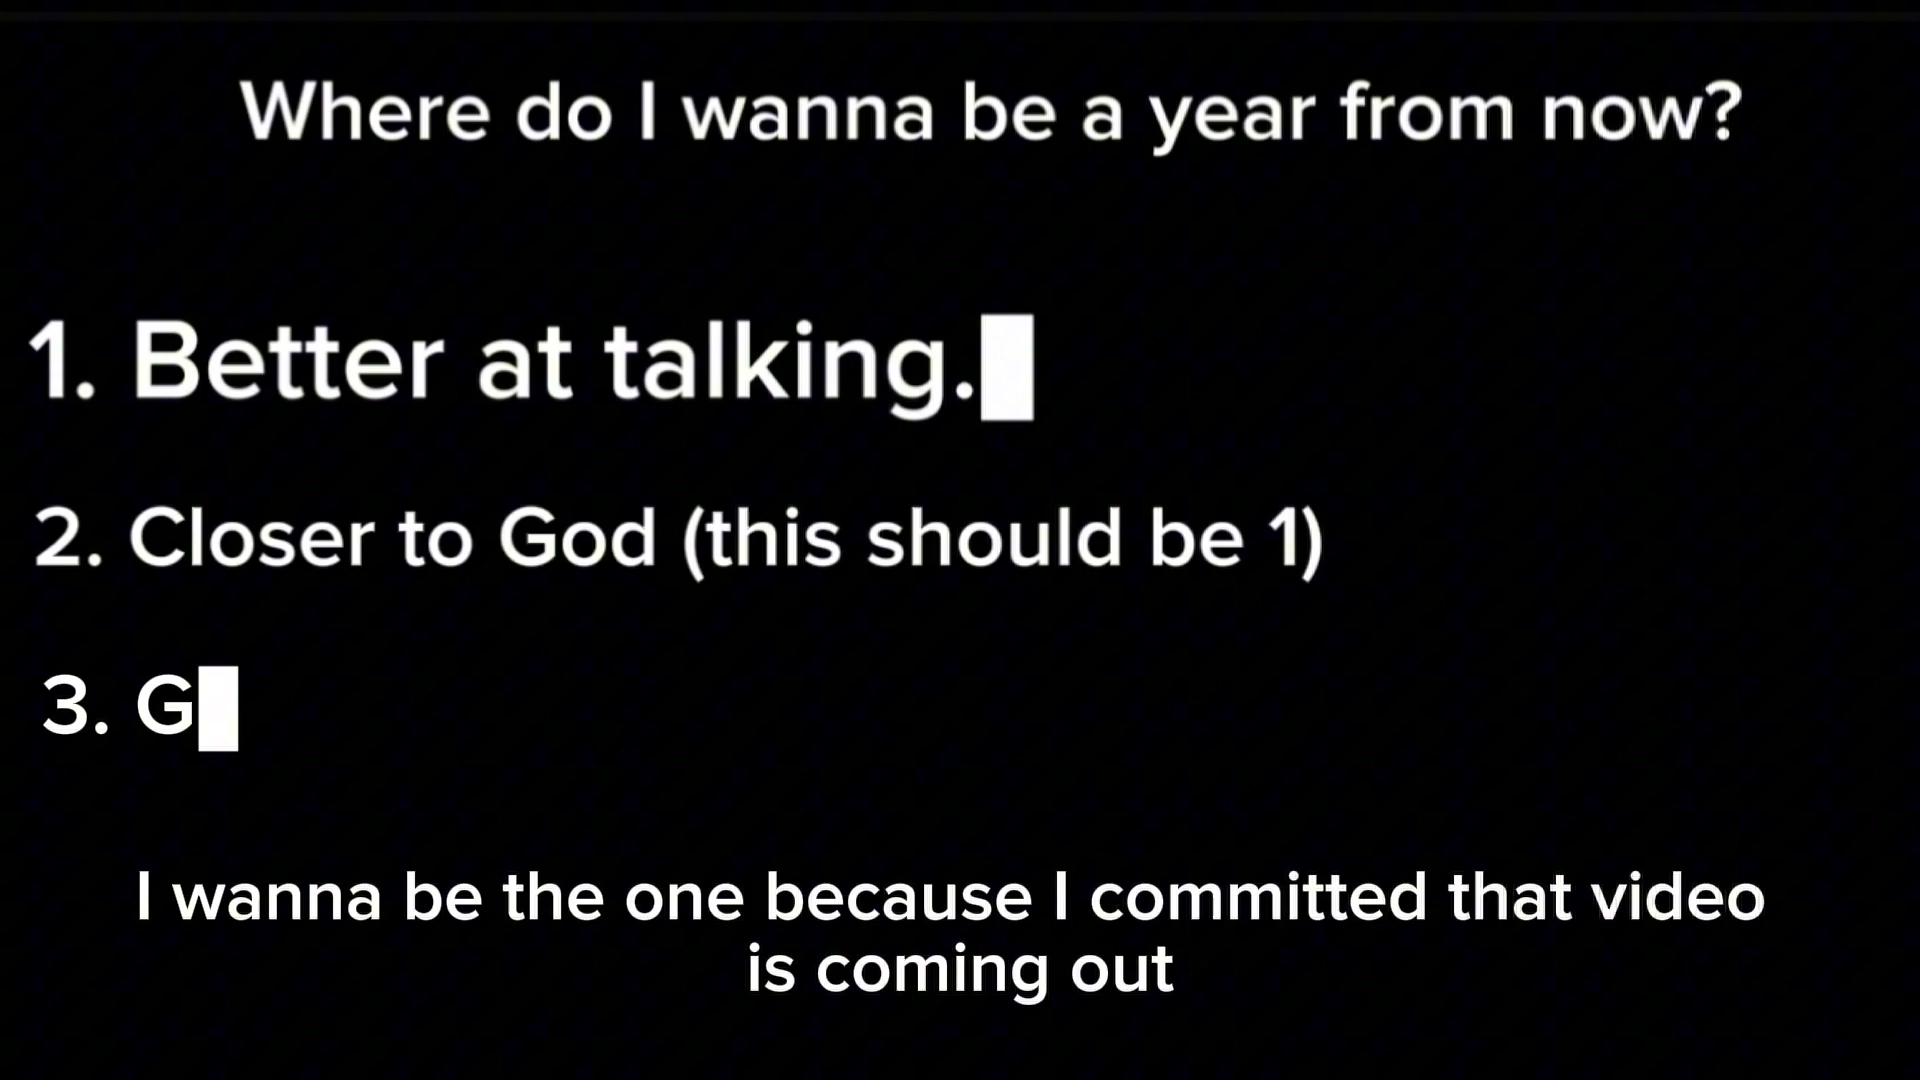 Where do I wanna be a year from now?
1. Better at talking.
2. Closer to God (this should be 1)
3. G
I wanna be the one because I committed that video
is coming out